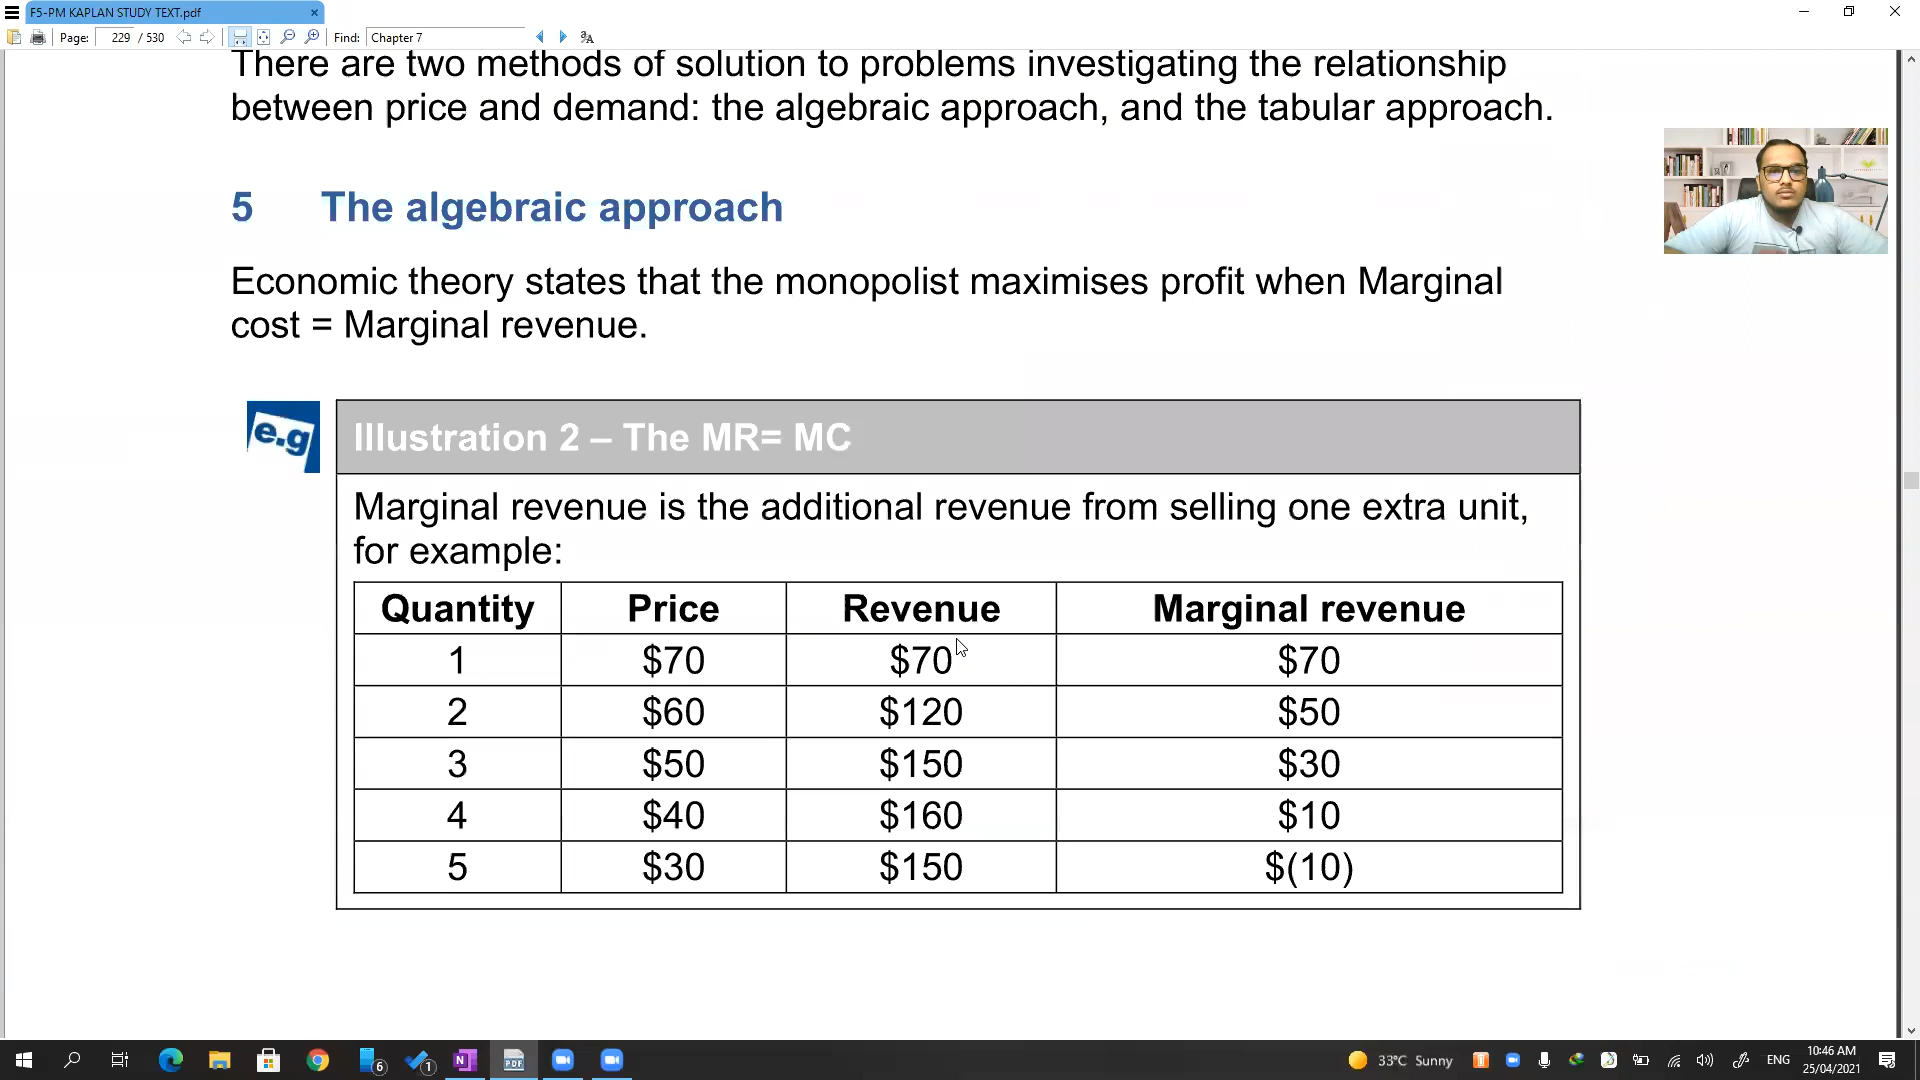 F5-PM KAPLAN STUDY TEXT.pdf
Page: 229 / 530 Find: Chapter 7
There are two methods of solution to problems investigating the relationship
between price and demand: the algebraic approach, and the tabular approach.
5 The algebraic approach
Economic theory states that the monopolist maximises profit when Marginal
cost = Marginal revenue.
e.g
Illustration 2 – The MR= MC
Marginal revenue is the additional revenue from selling one extra unit,
for example:
Quantity Price Revenue Marginal revenue
1 $70 $70 $70
2 $60 $120 $50
3 $50 $150 $30
4 $40 $160 $10
5 $30 $150 $(10)
6 1 N PDF 33°C Sunny ENG 10:46 AM
25/04/2021